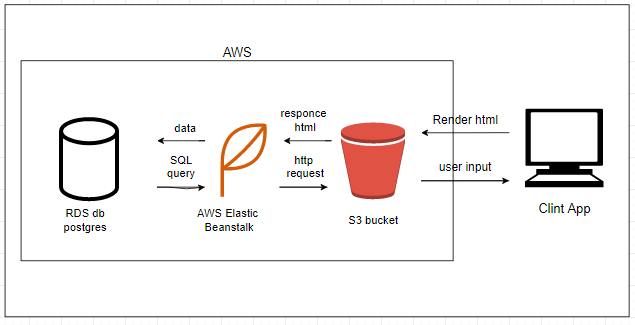 AWS
responce
html
Render html
data
SQL
query
http
request
user input
RDS db
postgres
AWS Elastic
Beanstalk
S3 bucket
Clint App